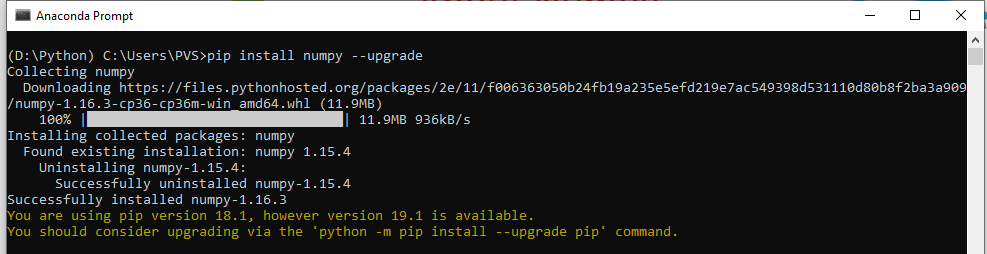 Anaconda Prompt
(D:\Python) C:\Users\PVS>pip install numpy --upgrade
Collecting numpy
  Downloading https://files.pythonhosted.org/packages/2e/11/f006363050b24fb19a235e5efd219e7ac549398d531110d80b8f2ba3a909
/numpy-1.16.3-cp36-cp36m-win_amd64.whl (11.9MB)
    100% |                                | 11.9MB 936kB/s
Installing collected packages: numpy
  Found existing installation: numpy 1.15.4
    Uninstalling numpy-1.15.4:
      Successfully uninstalled numpy-1.15.4
Successfully installed numpy-1.16.3
You are using pip version 18.1, however version 19.1 is available.
You should consider upgrading via the 'python -m pip install --upgrade pip' command.